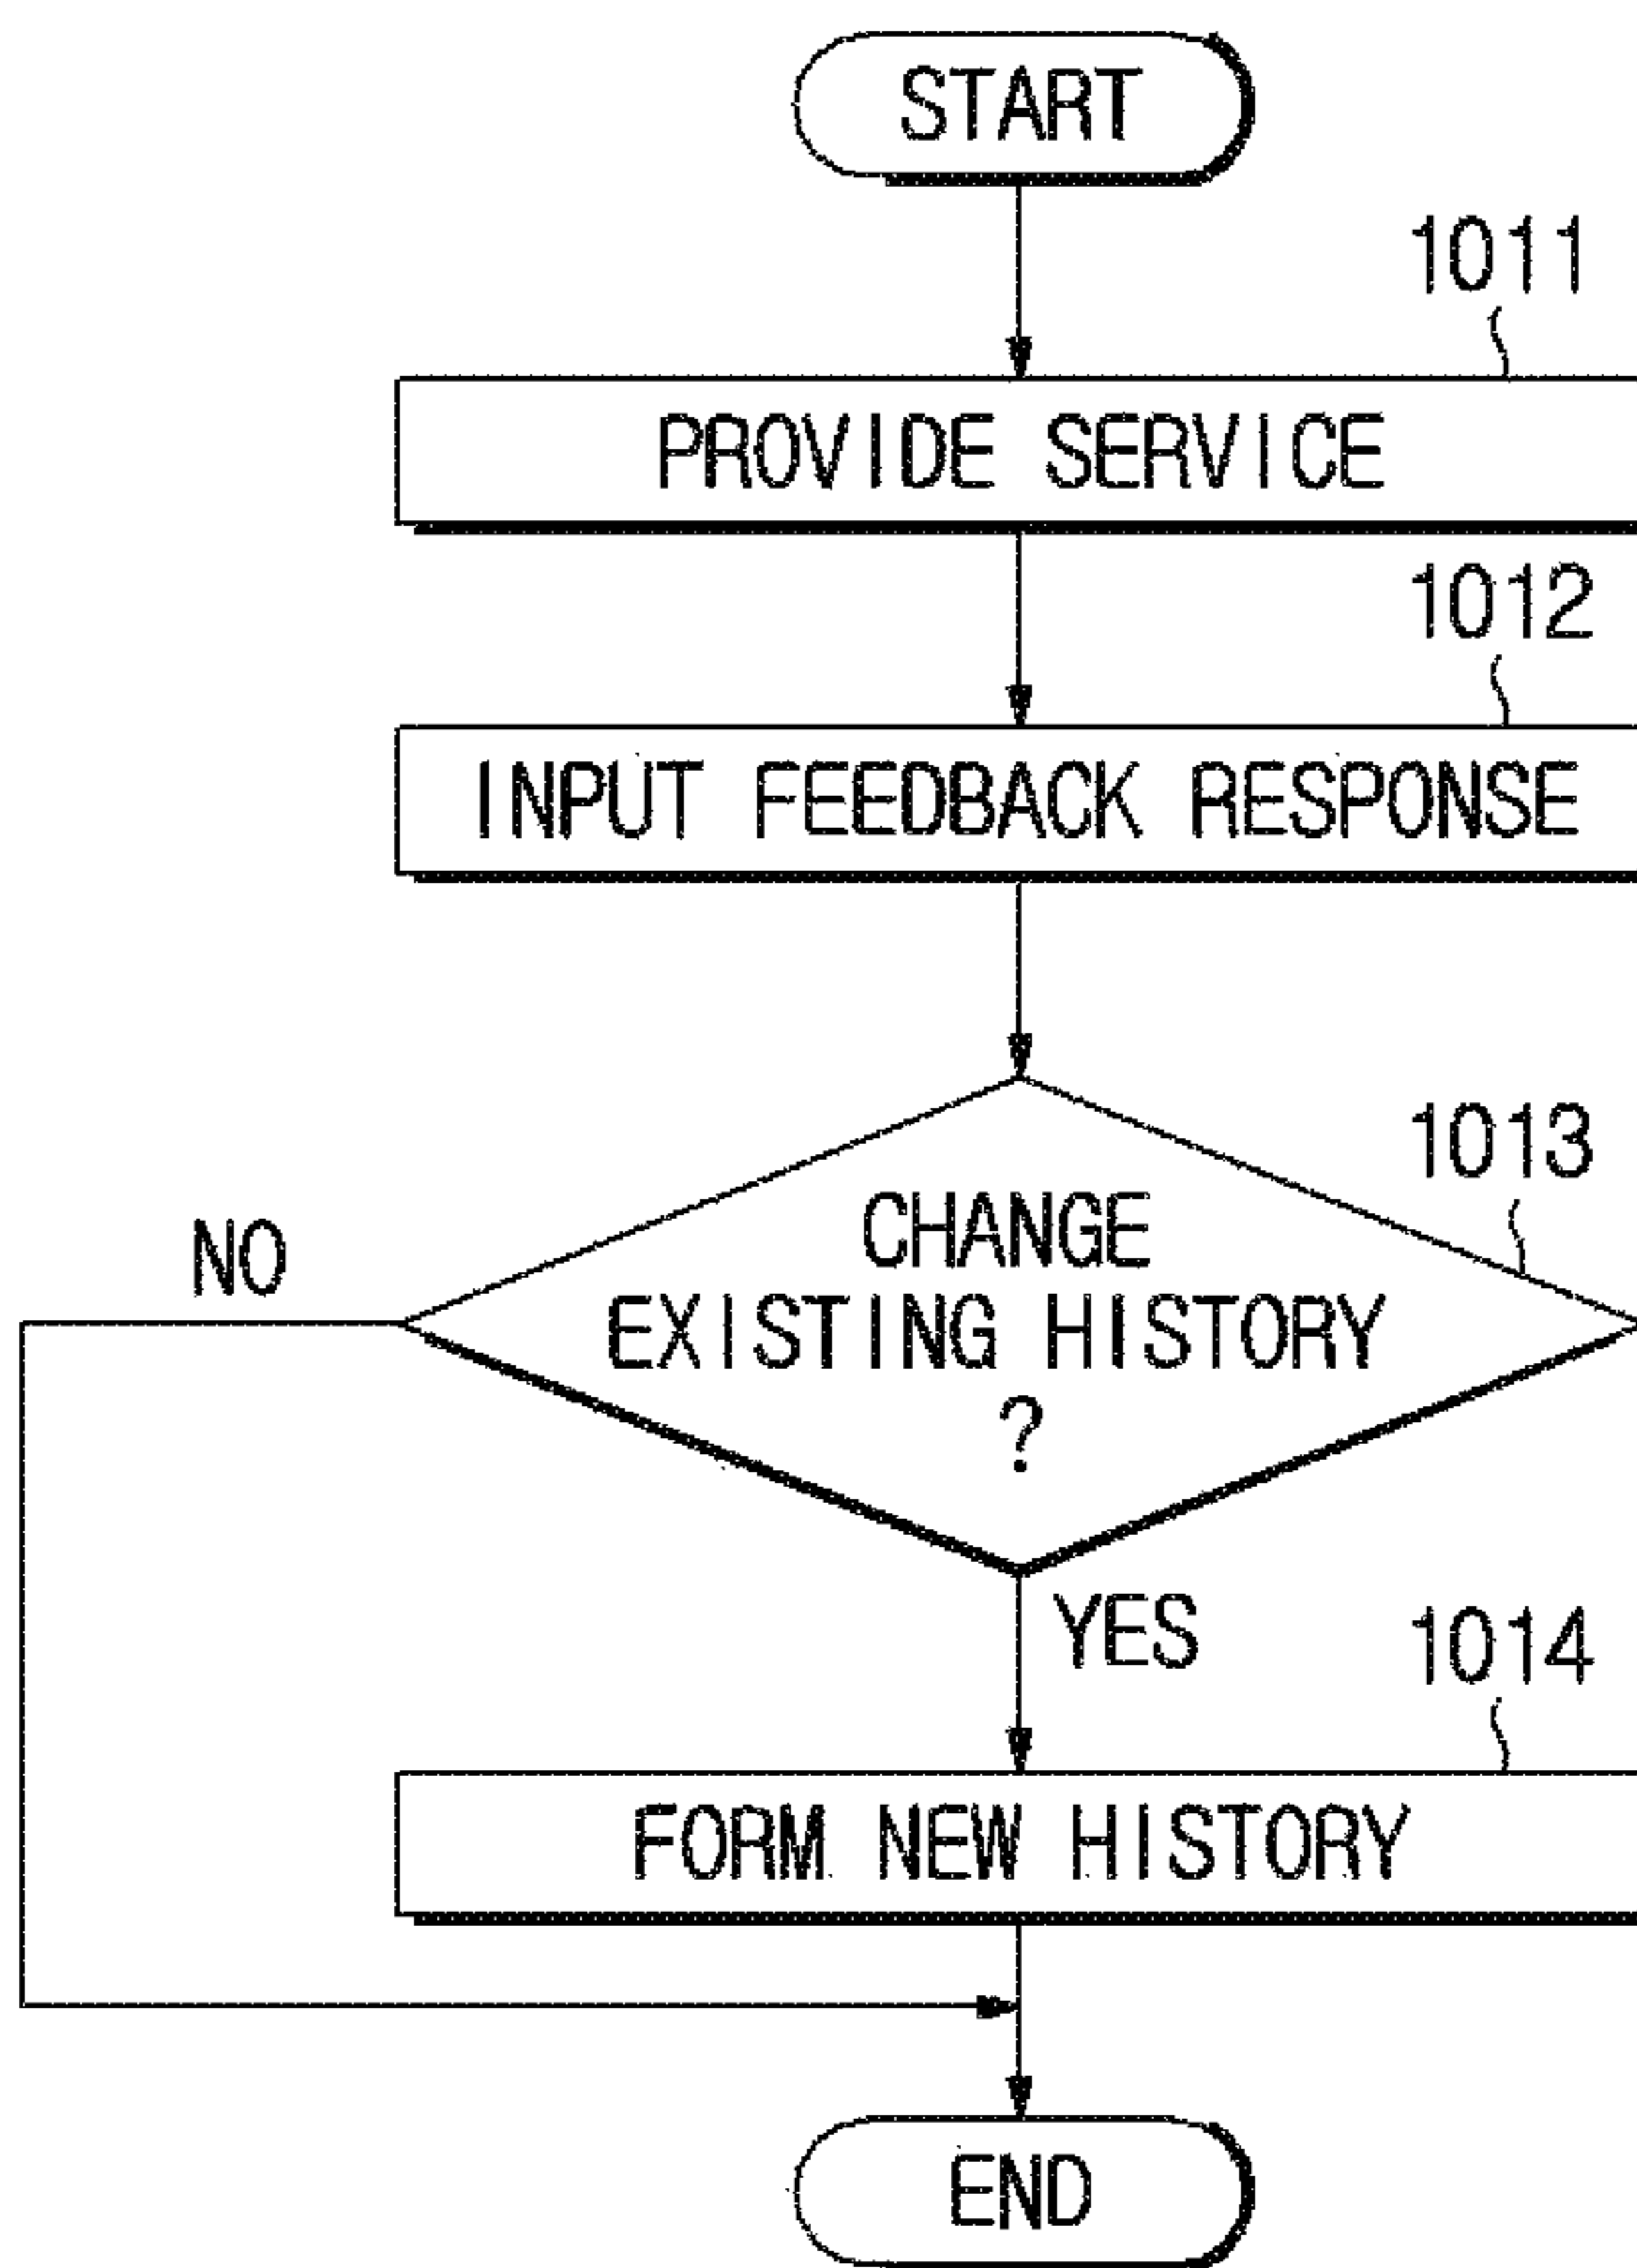 START
1011
PROVIDE SERVICE
1012
INPUT FEEDBACK RESPONSE
1013
CHANGE
NO
EXISTING HISTORY
?
YES
1014
FORM NEW HISTORY
END